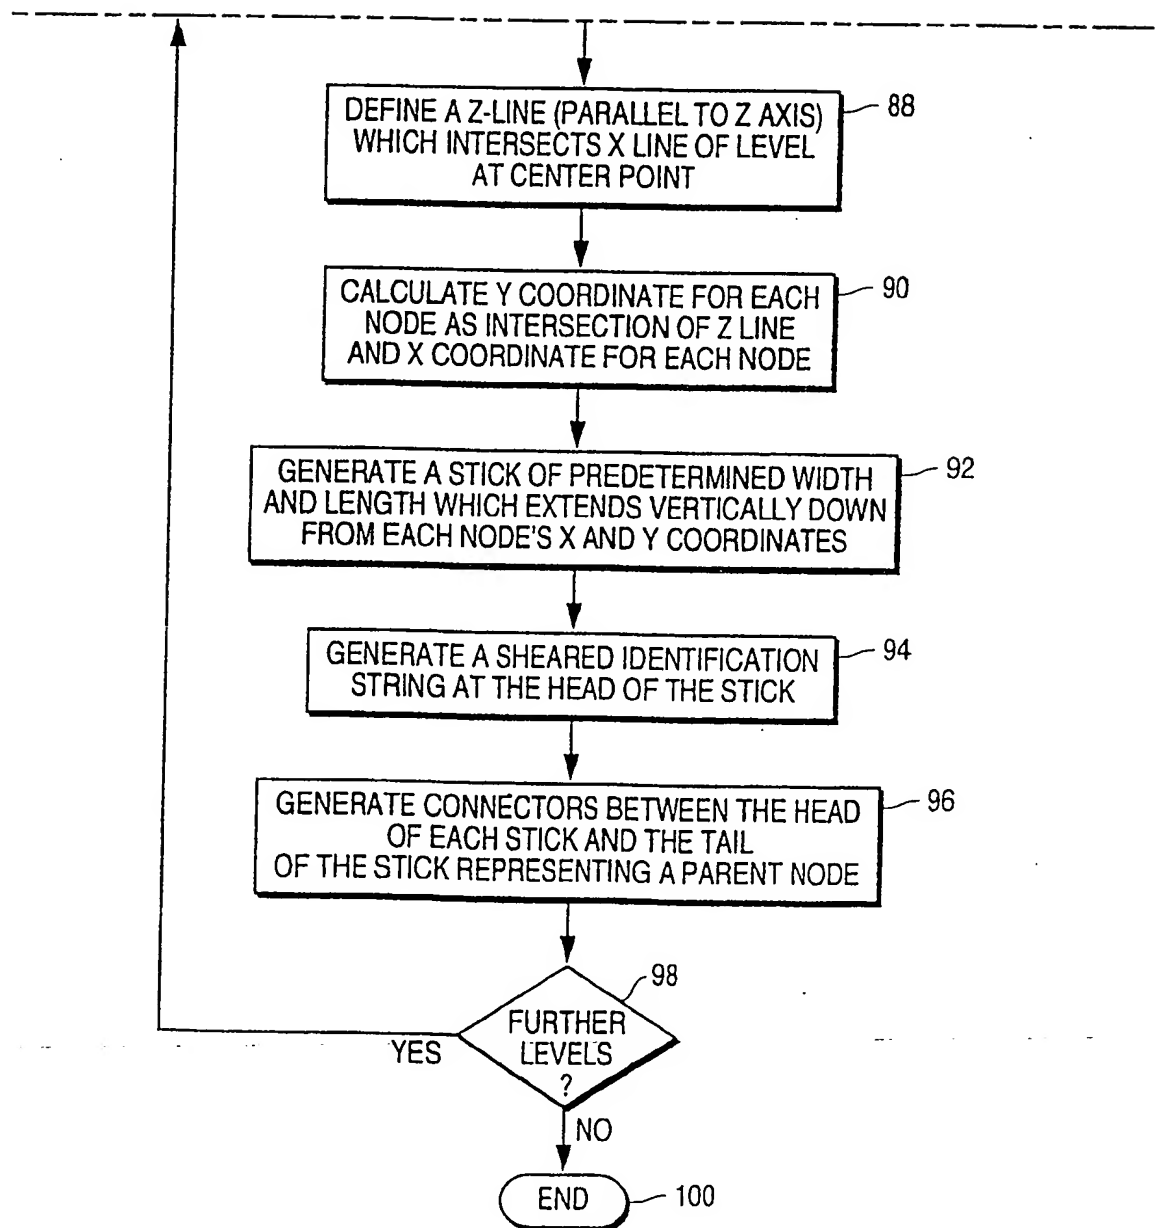 DEFINE A Z-LINE (PARALLEL TO Z AXIS)
WHICH INTERSECTS X LINE OF LEVEL
AT CENTER POINT
88
CALCULATE Y COORDINATE FOR EACH
NODE AS INTERSECTION OF Z LINE
AND X COORDINATE FOR EACH NODE
90
GENERATE A STICK OF PREDETERMINED WIDTH
AND LENGTH WHICH EXTENDS VERTICALLY DOWN
FROM EACH NODE'S X AND Y COORDINATES
92
GENERATE A SHEARED IDENTIFICATION
STRING AT THE HEAD OF THE STICK
94
GENERATE CONNECTORS BETWEEN THE HEAD
OF EACH STICK AND THE TAIL
OF THE STICK REPRESENTING A PARENT NODE
96
FURTHER
LEVELS
?
98
YES
NO
END
100